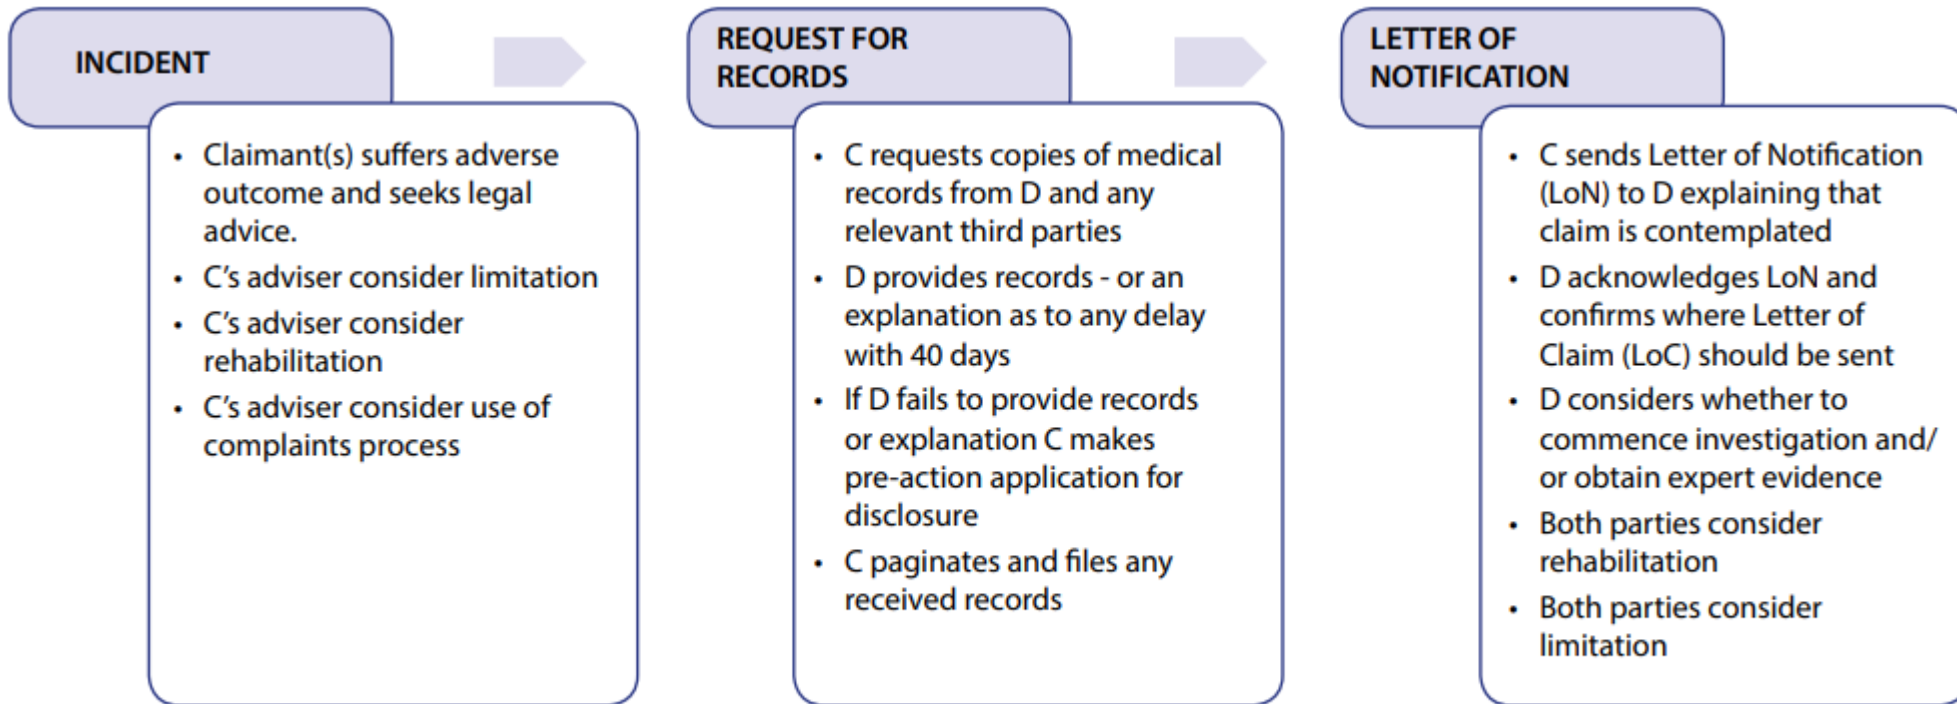 INCIDENT
• Claimant(s) suffers adverse
outcome and seeks legal
advice.
• C’s adviser consider limitation
• C’s adviser consider
rehabilitation
• C’s adviser consider use of
complaints process
REQUEST FOR
RECORDS
• C requests copies of medical
records from D and any
relevant third parties
• D provides records - or an
explanation as to any delay
with 40 days
• If D fails to provide records
or explanation C makes
pre-action application for
disclosure
• C paginates and files any
received records
LETTER OF
NOTIFICATION
• C sends Letter of Notification
(LoN) to D explaining that
claim is contemplated
• D acknowledges LoN and
confirms where Letter of
Claim (LoC) should be sent
• D considers whether to
commence investigation and/
or obtain expert evidence
• Both parties consider
rehabilitation
• Both parties consider
limitation